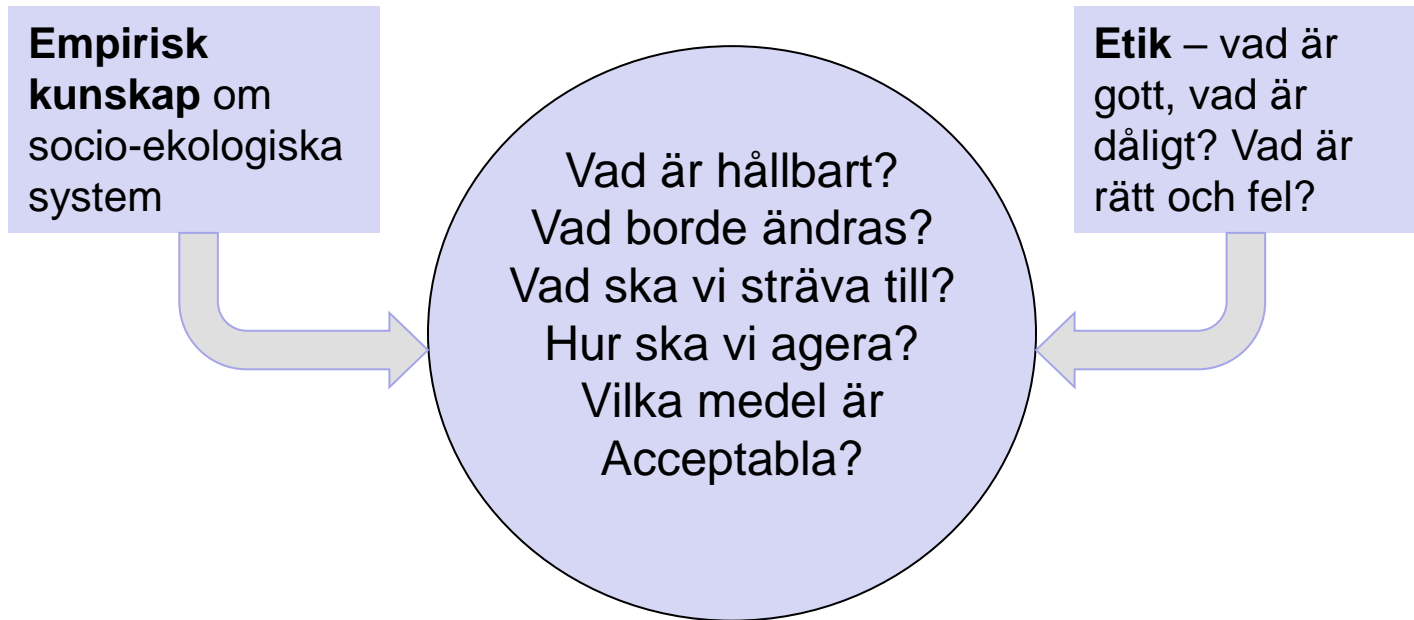 Empirisk
kunskap om
socio-ekologiska
system
Vad är hållbart?
Vad borde ändras?
Vad ska vi sträva till?
Hur ska vi agera?
Vilka medel är
Acceptabla?
Etik – vad är
gott, vad är
dåligt? Vad är
rätt och fel?